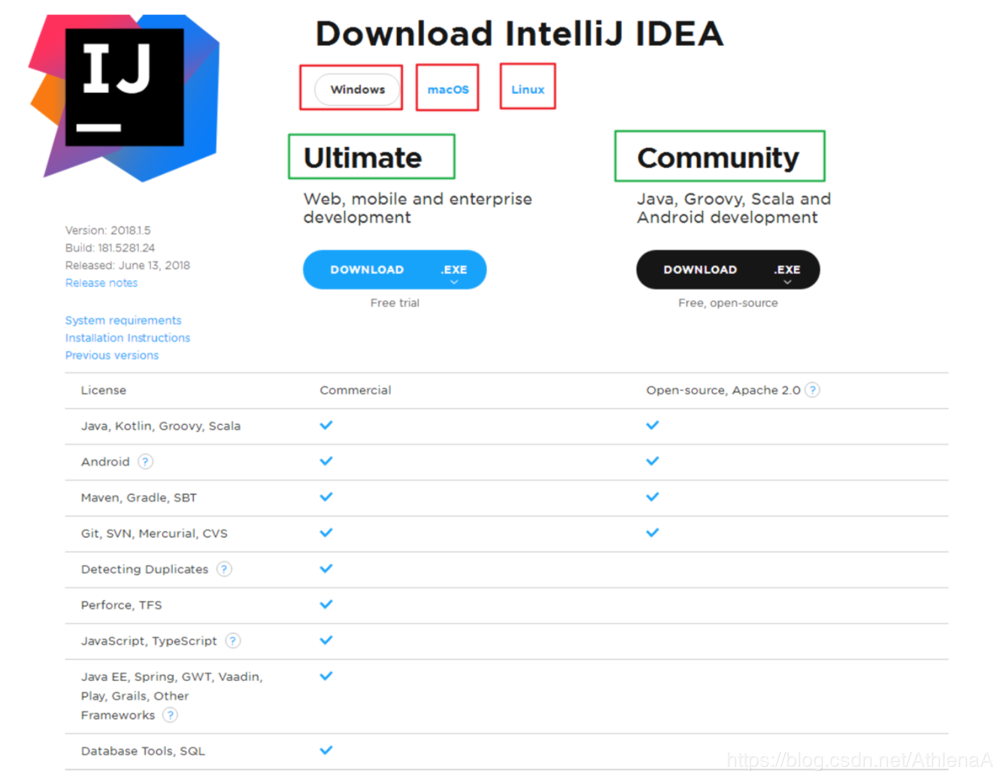 IJ
Download IntelliJ IDEA
Windows macOS Linux
Ultimate
Web, mobile and enterprise
development
DOWNLOAD .EXE
Free trial
Community
Java, Groovy, Scala and
Android development
DOWNLOAD .EXE
Free, open-source
Version: 2018.1.5
Build: 181.5281.24
Released: June 13, 2018
Release notes
System requirements
Installation Instructions
Previous versions
License Commercial Open-source, Apache 2.0 ?
Java, Kotlin, Groovy, Scala
Android ?
Maven, Gradle, SBT
Git, SVN, Mercurial, CVS
Detecting Duplicates ?
Perforce, TFS
JavaScript, TypeScript ?
Java EE, Spring, GWT, Vaadin,
Play, Grails, Other
Frameworks ?
Database Tools, SQL
https://blog.csdn.net/AthlenaA